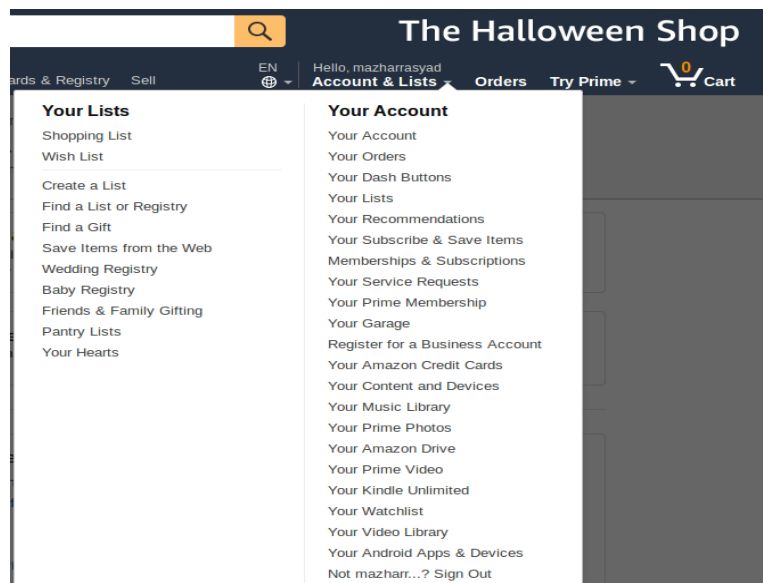 The Halloween Shop
EN
Hello, mazharrasyad
0
ards & Registry Sell
Account & Lists
Orders
Try Prime
Cart
Your Lists
Shopping List
Wish List
Create a List
Find a List or Registry
Find a Gift
Save Items from the Web
Wedding Registry
Baby Registry
Friends & Family Gifting
Pantry Lists
Your Hearts
Your Account
Your Account
Your Orders
Your Dash Buttons
Your Lists
Your Recommendations
Your Subscribe & Save Items
Memberships & Subscriptions
Your Service Requests
Your Prime Membership
Your Garage
Register for a Business Account
Your Amazon Credit Cards
Your Content and Devices
Your Music Library
Your Prime Photos
Your Amazon Drive
Your Prime Video
Your Kindle Unlimited
Your Watchlist
Your Video Library
Your Android Apps & Devices
Not mazharr...? Sign Out